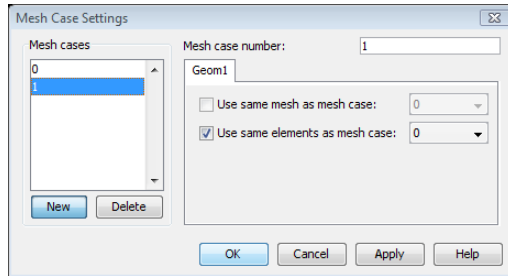 Mesh Case Settings
Mesh cases
0
1
New
Delete
Mesh case number:
1
Geom1
Use same mesh as mesh case:
0
Use same elements as mesh case:
0
OK
Cancel
Apply
Help